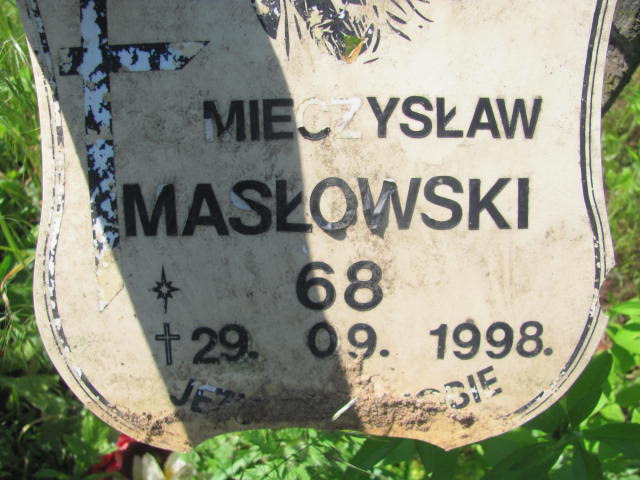 MIECZYSŁAW
MASŁOWSKI
68
29. 09. 1998.